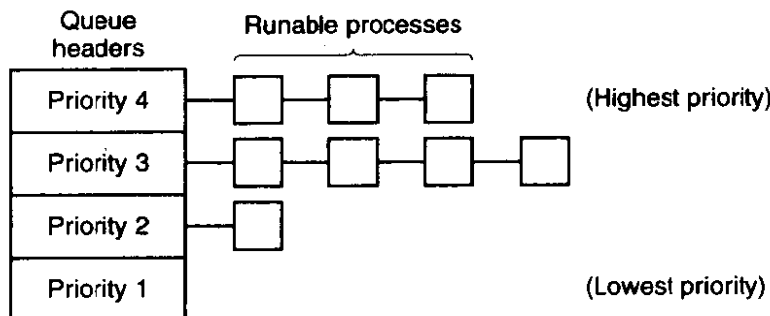 Queue
headers
Runable processes
Priority 4
(Highest priority)
Priority 3
Priority 2
Priority 1
(Lowest priority)